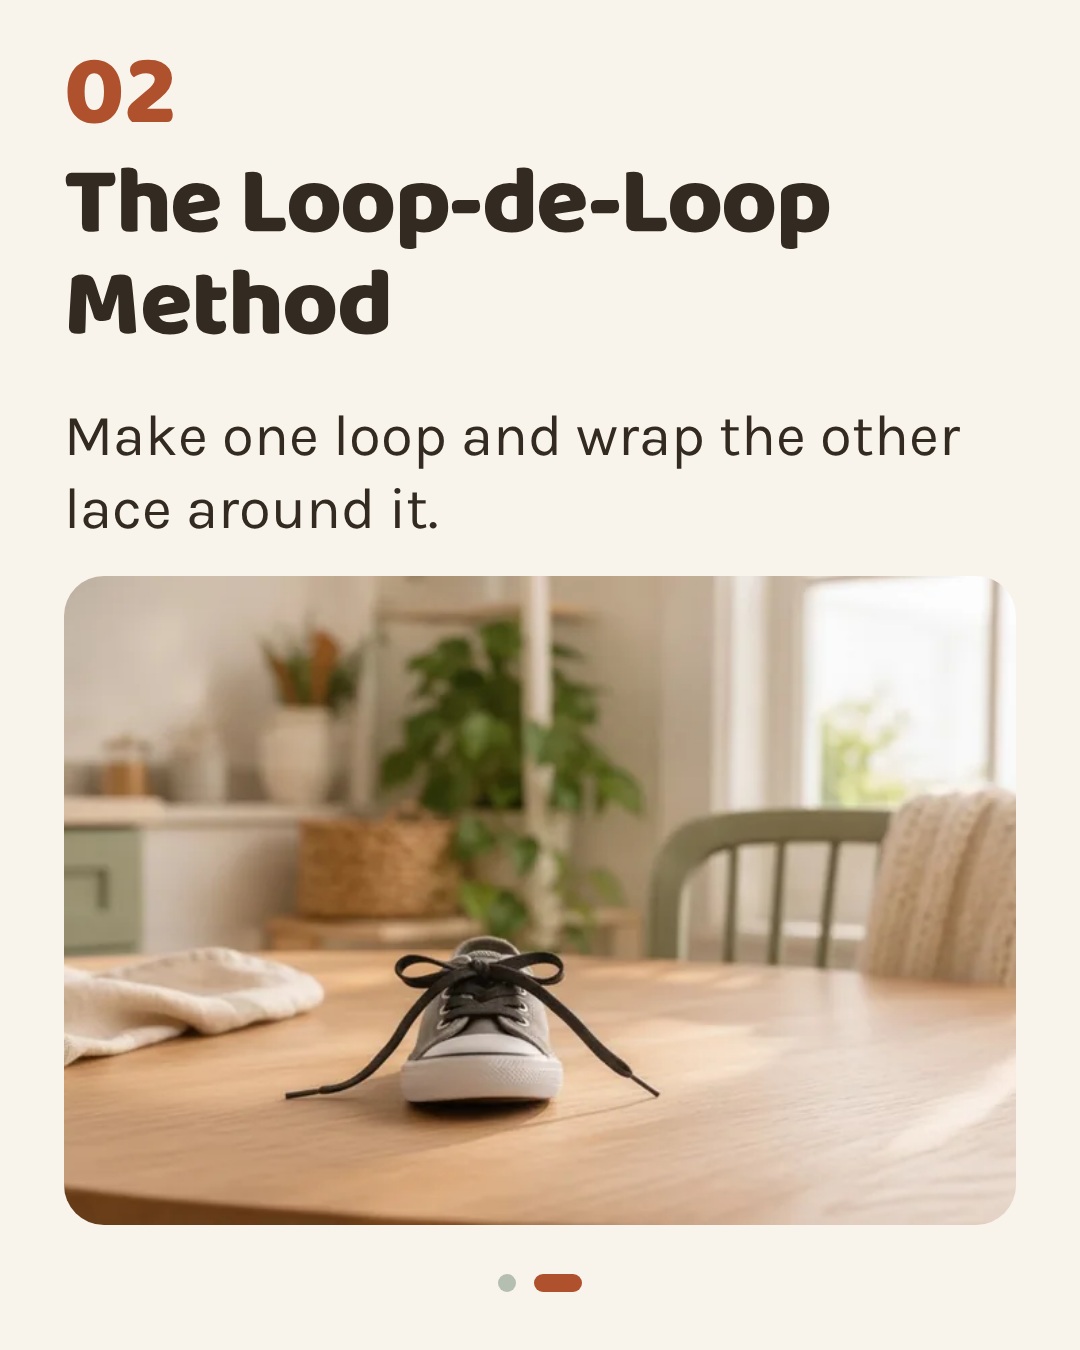 02
The Loop-de-Loop
Method
Make one loop and wrap the other
lace around it.